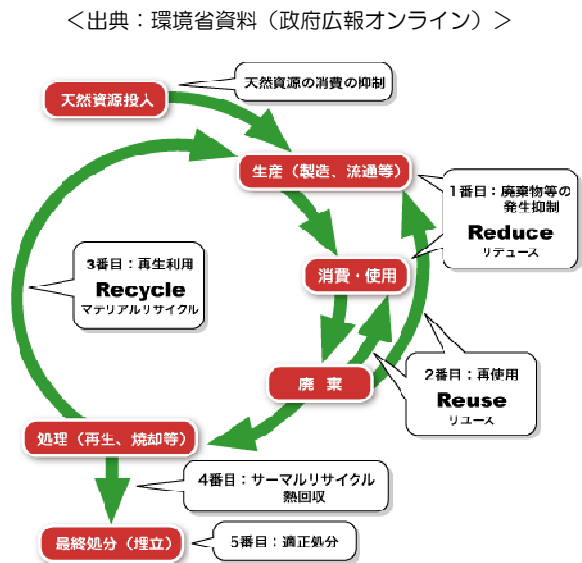 ＜出典：環境省資料（政府広報オンライン）＞
天然資源の消費の抑制
天然資源投入
生産（製造、流通等）
1番目：廃棄物等の
発生抑制
Reduce
リデュース
3番目：再生利用
Recycle
マテリアルリサイクル
消費・使用
廃 棄
2番目：再使用
Reuse
リユース
処理（再生、焼却等）
4番目：サーマルリサイクル
熱回収
最終処分（埋立）
5番目：適正処分